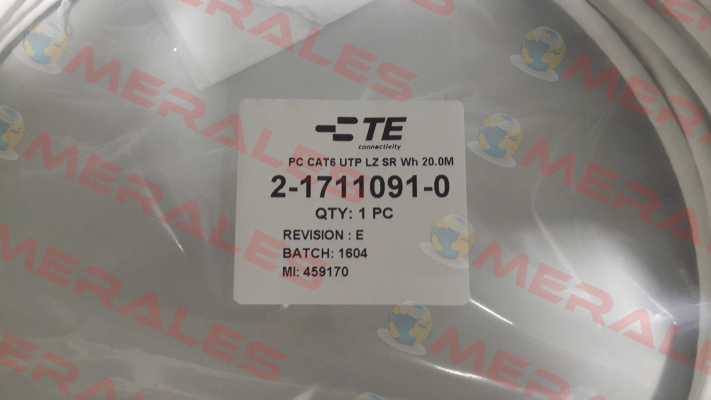 TE
connectivity
PC CAT6 UTP LZ SR Wh 20.0M
2-1711091-0
QTY: 1 PC
REVISION : E
BATCH: 1604
MI: 459170
MERALES
MERALES
MERALES
MERALES
MERALES